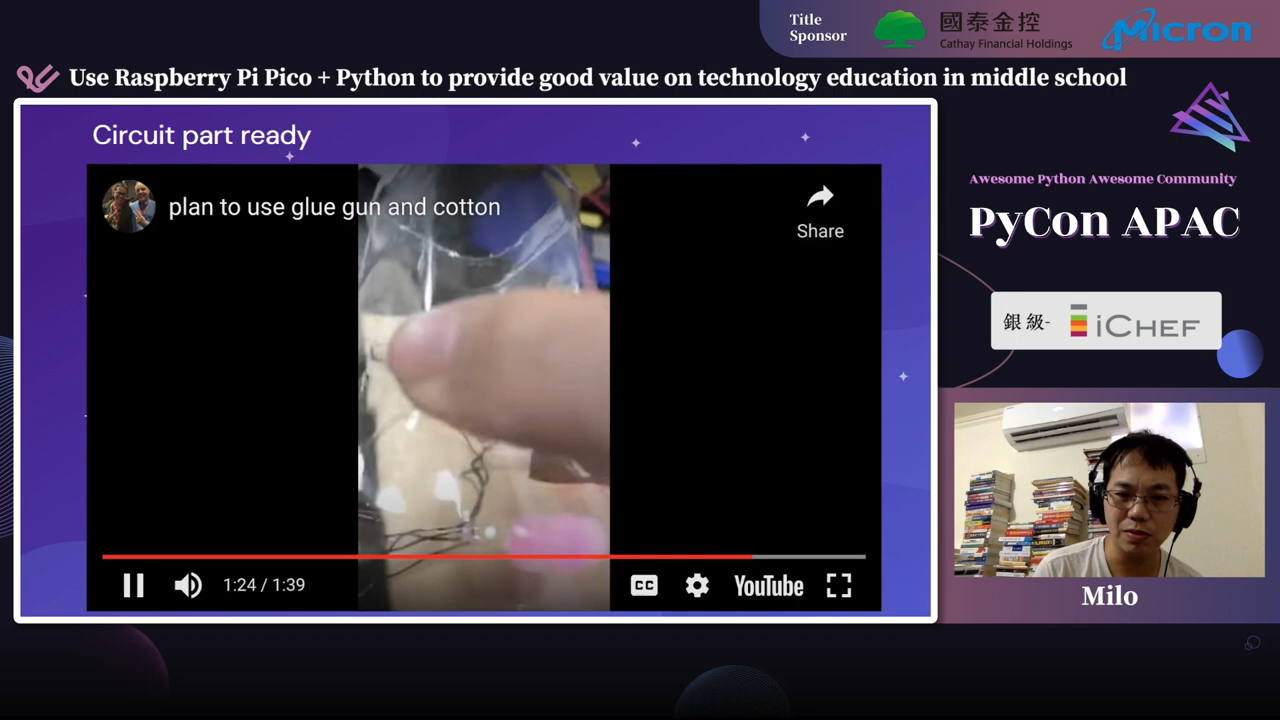 Title
Sponsor
國泰金控
Cathay Financial Holdings
Micron
Use Raspberry Pi Pico + Python to provide good value on technology education in middle school
Circuit part ready
plan to use glue gun and cotton
Share
1:24 / 1:39
CC
YouTube
Awesome Python Awesome Community
PyCon APAC
銀級-
iCHEF
Milo